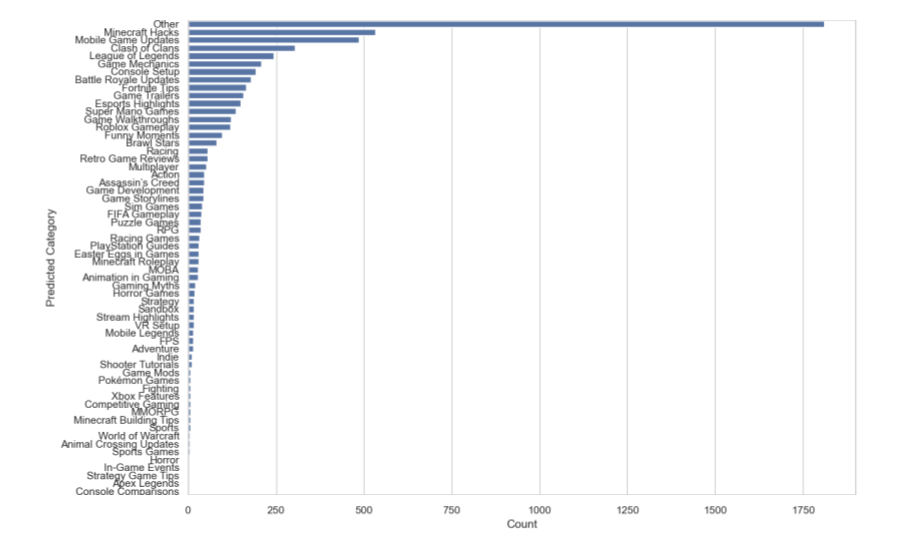 Other
Minecraft Hacks
Mobile Game Updates
Clash of Clans
League of Legends
Game Mechanics
Console Setup
Battle Royale Updates
Fortnite Tips
Game Trailers
Esports Highlights
Super Mario Games
Game Walkthroughs
Roblox Gameplay
Funny Moments
Brawl Stars
Racing
Retro Game Reviews
Multiplayer
Action
Assassin's Creed
Game Development
Game Storylines
Sim Games
FIFA Gameplay
Puzzle Games
RPG
Racing Games
PlayStation Guides
Easter Eggs in Games
Minecraft Roleplay
MOBA
Animation in Gaming
Gaming Myths
Horror Games
Strategy
Sandbox
Stream Highlights
VR Setup
Mobile Legends
FPS
Adventure
Indie
Shooter Tutorials
Game Mods
Pokémon Games
Fighting
Xbox Features
Competitive Gaming
MMORPG
Minecraft Building Tips
Sports
World of Warcraft
Animal Crossing Updates
Sports Games
Horror
In-Game Events
Strategy Game Tips
Apex Legends
Console Comparisons
Predicted Category
0 250 500 750 1000 1250 1500 1750
Count